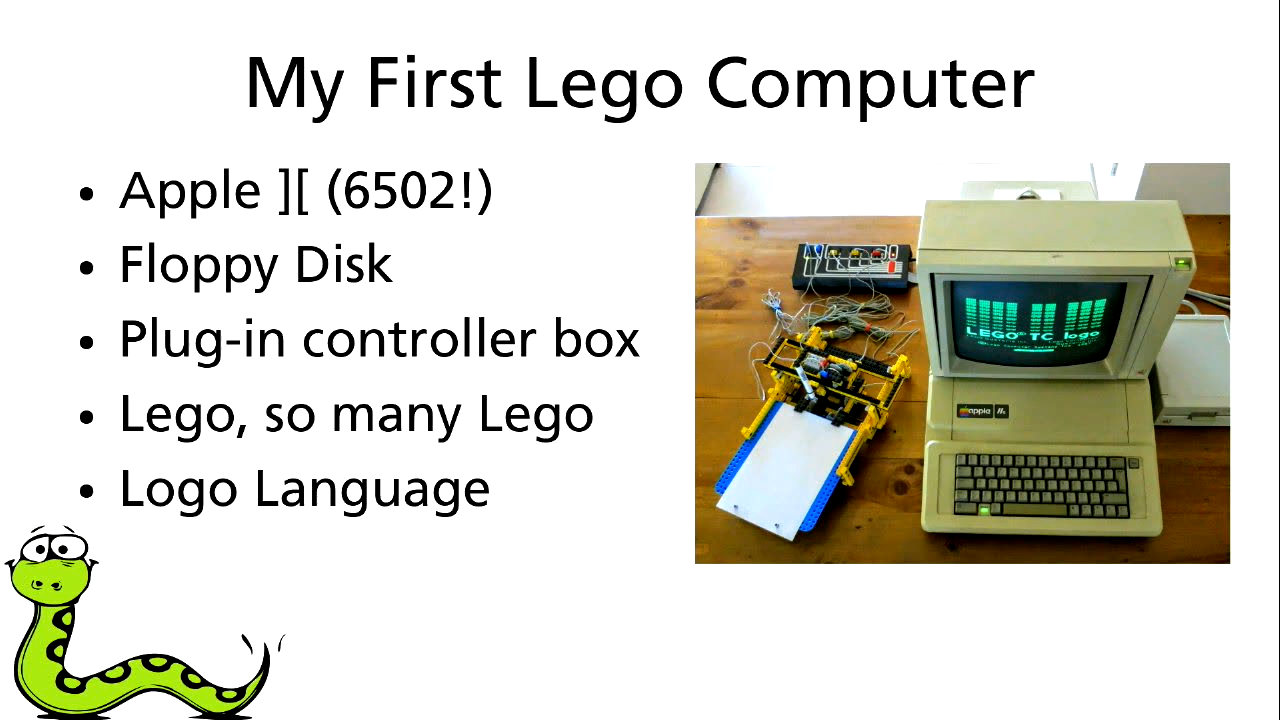 My First Lego Computer
• Apple ][ (6502!)
• Floppy Disk
• Plug-in controller box
• Lego, so many Lego
• Logo Language
LEGO TC logo
apple //e